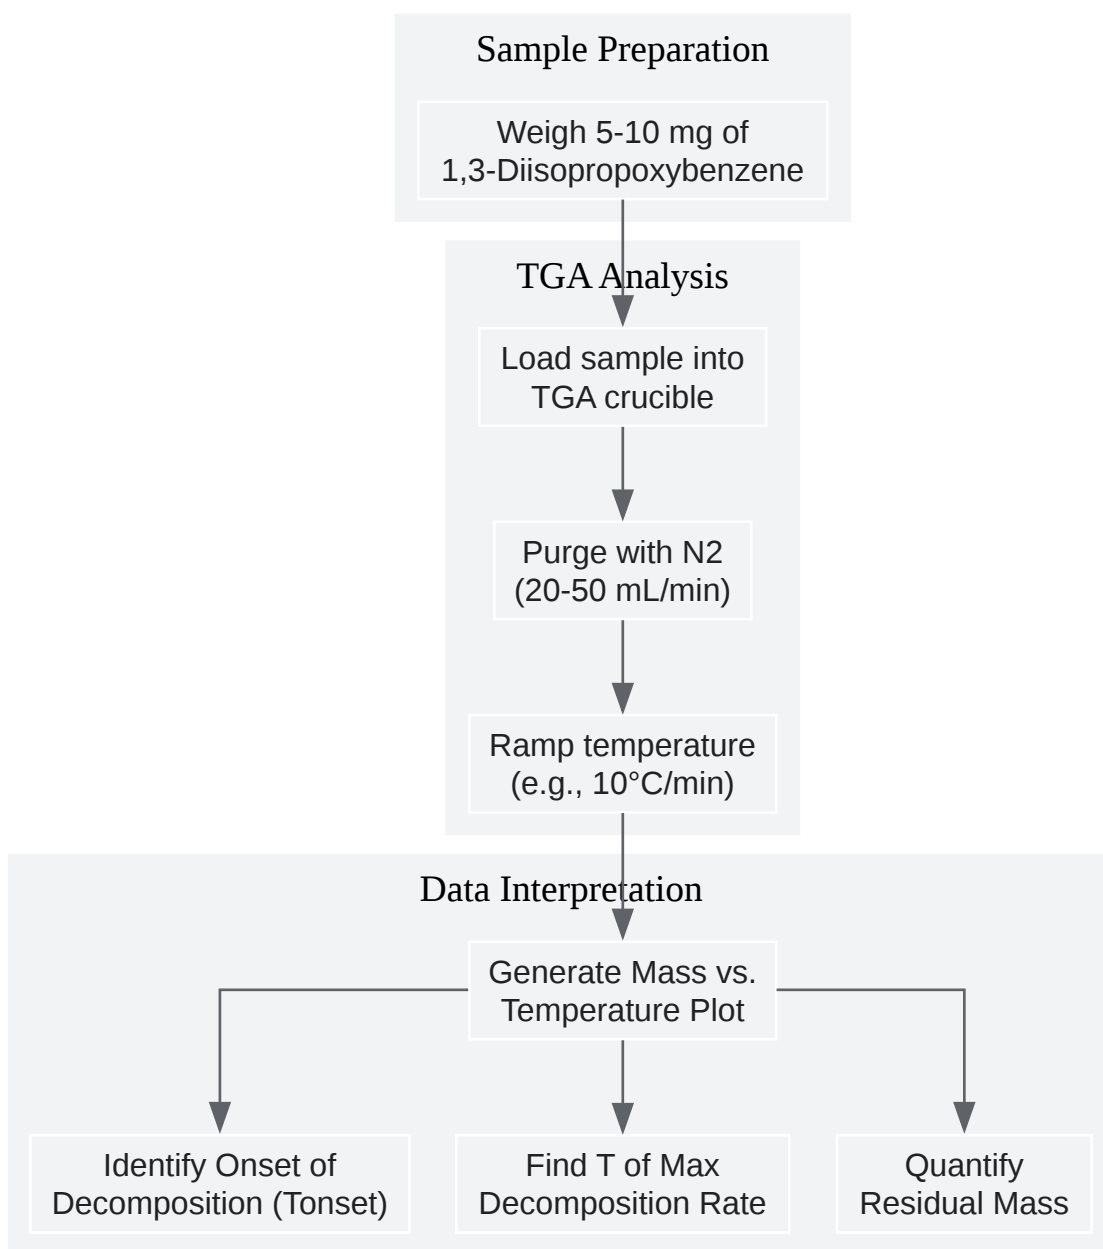 Sample Preparation
Weigh 5-10 mg of
1,3-Diisopropoxybenzene
TGA Analysis
Load sample into
TGA crucible
Purge with N2
(20-50 mL/min)
Ramp temperature
(e.g., 10°C/min)
Data Interpretation
Generate Mass vs.
Temperature Plot
Identify Onset of
Decomposition (Tonset)
Find T of Max
Decomposition Rate
Quantify
Residual Mass